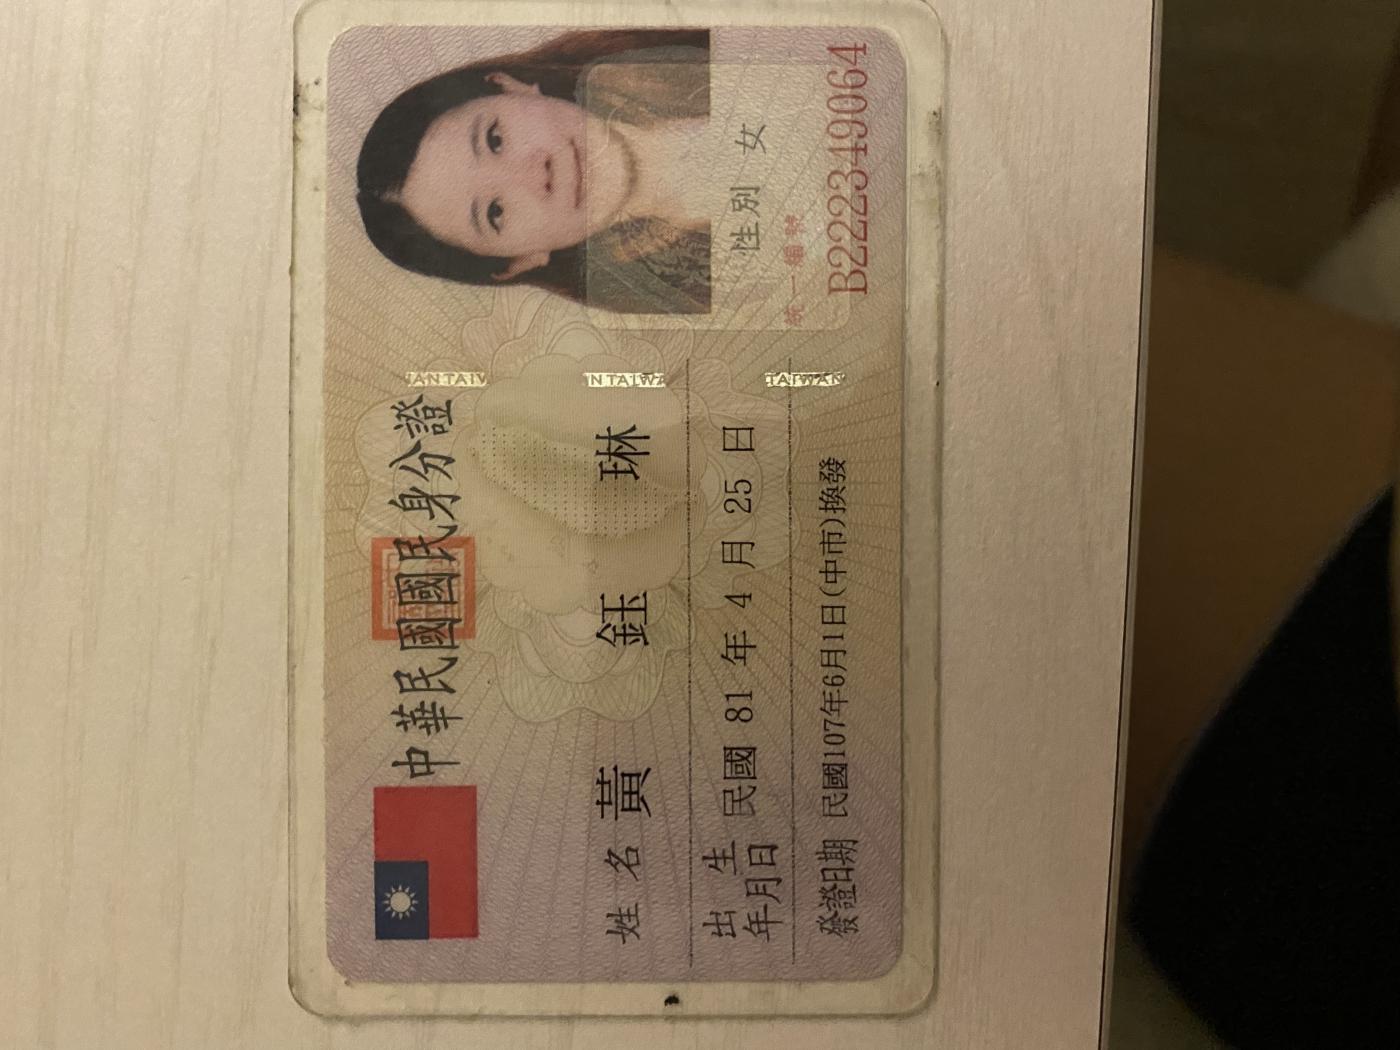 中華民國國民身分證
TAIWAN
姓名 黃鈺琳
出生年月日 民國 81 年 4 月 25 日
發證日期 民國107年6月1日(中市)換發
性別 女
統一編號
B222349064